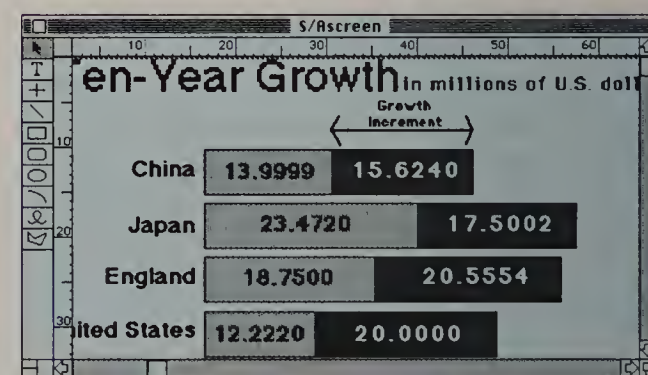 S/Ascreen
10 20 30 40 50 60
T
en-Year Growth in millions of U.S. doll
Growth
Increment
10
China 13.9999 15.6240
Japan 23.4720 17.5002
20
England 18.7500 20.5554
30
ited States 12.2220 20.0000